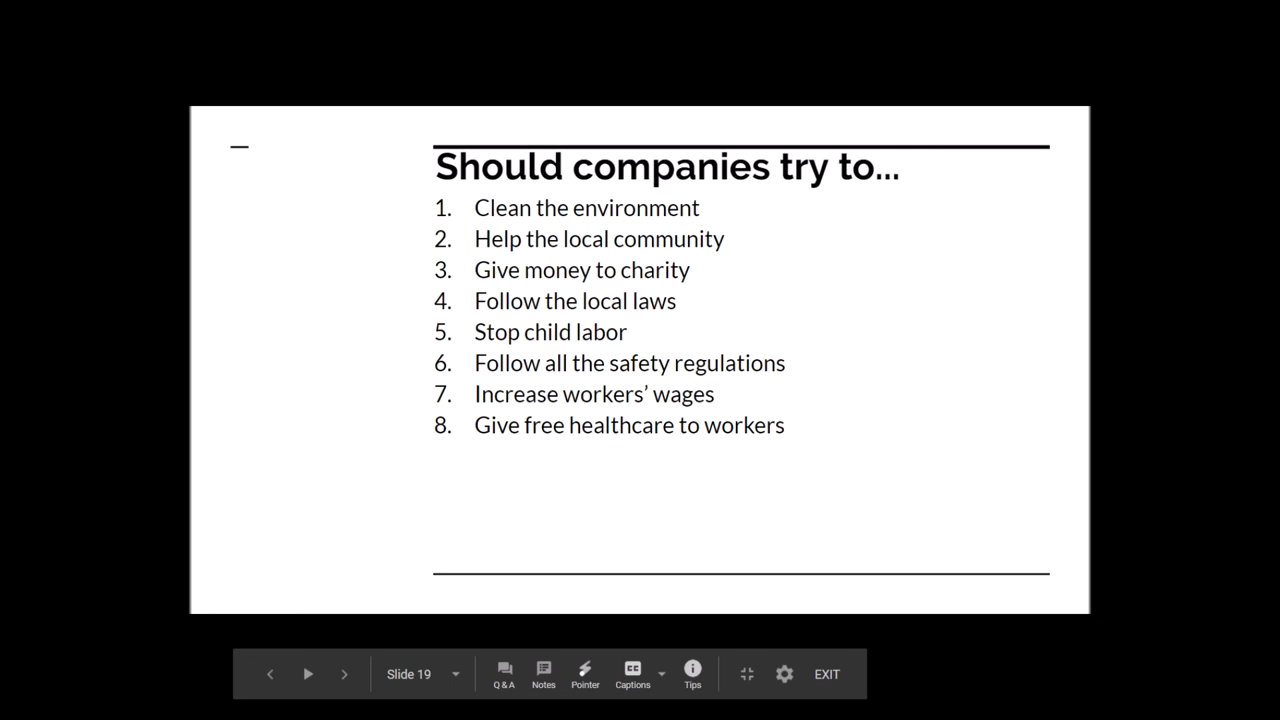 Should companies try to...
1. Clean the environment
2. Help the local community
3. Give money to charity
4. Follow the local laws
5. Stop child labor
6. Follow all the safety regulations
7. Increase workers’ wages
8. Give free healthcare to workers
Slide 19
Q & A
Notes
Pointer
CC
Captions
Tips
EXIT